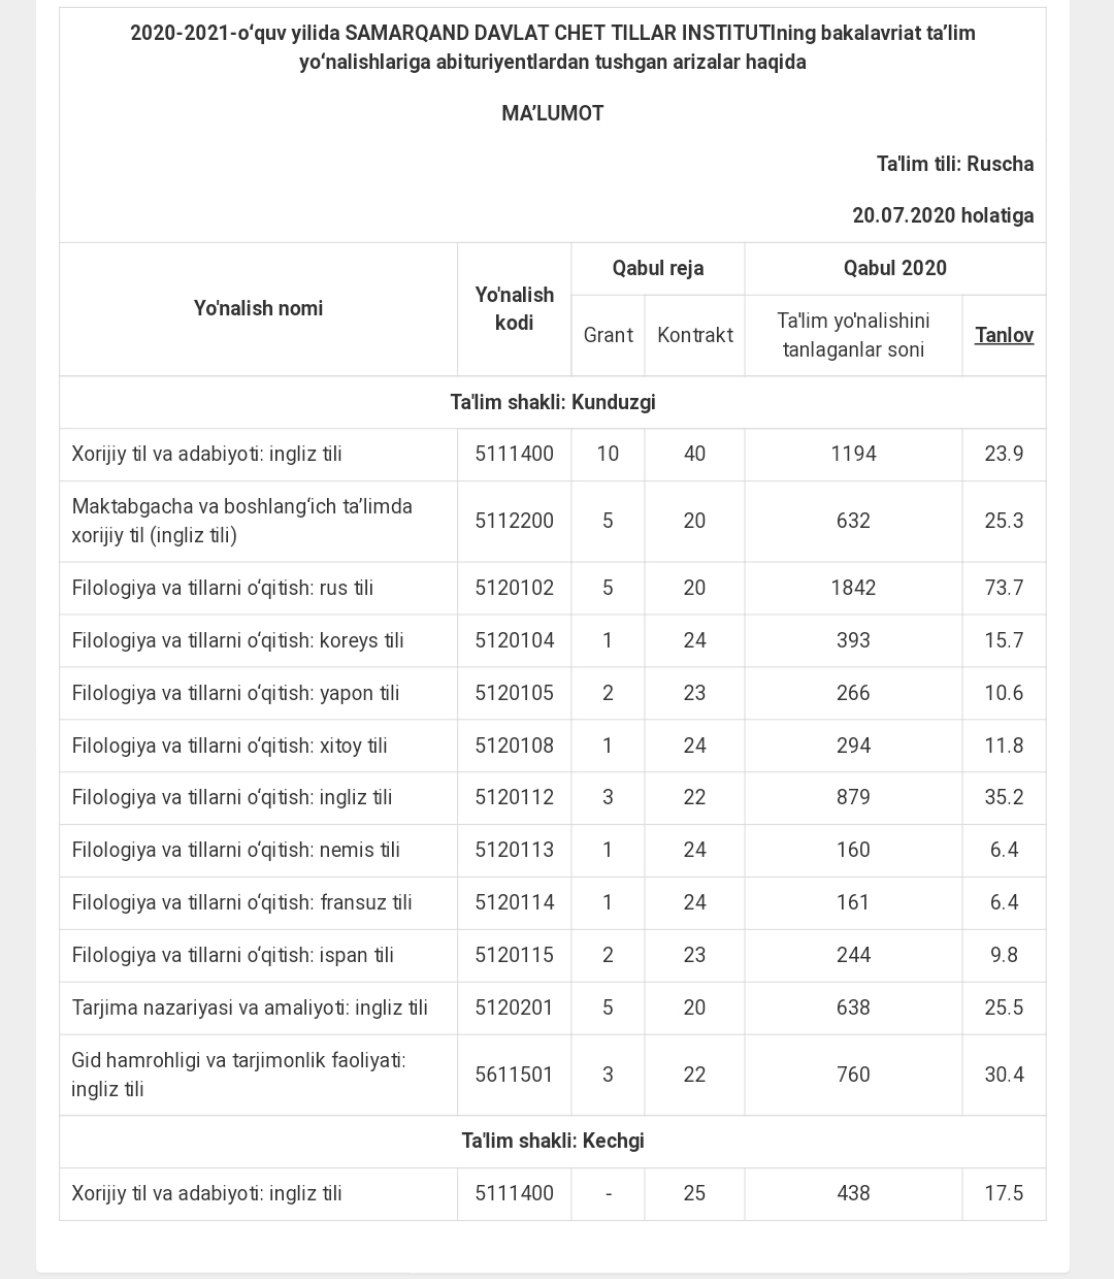 2020-2021-oʻquv yilida SAMARQAND DAVLAT CHET TILLAR INSTITUTIning bakalavriat ta’lim
yoʻnalishlariga abituriyentlardan tushgan arizalar haqida
MA’LUMOT
Ta'lim tili: Ruscha
20.07.2020 holatiga
Yo'nalish nomi
Yo'nalish
kodi
Qabul reja
Qabul 2020
Grant
Kontrakt
Ta'lim yo'nalishini
tanlaganlar soni
Tanlov
Ta'lim shakli: Kunduzgi
Xorijiy til va adabiyoti: ingliz tili 5111400 10 40 1194 23.9
Maktabgacha va boshlang‘ich ta’limda
xorijiy til (ingliz tili) 5112200 5 20 632 25.3
Filologiya va tillarni o‘qitish: rus tili 5120102 5 20 1842 73.7
Filologiya va tillarni o‘qitish: koreys tili 5120104 1 24 393 15.7
Filologiya va tillarni o‘qitish: yapon tili 5120105 2 23 266 10.6
Filologiya va tillarni o‘qitish: xitoy tili 5120108 1 24 294 11.8
Filologiya va tillarni o‘qitish: ingliz tili 5120112 3 22 879 35.2
Filologiya va tillarni o‘qitish: nemis tili 5120113 1 24 160 6.4
Filologiya va tillarni o‘qitish: fransuz tili 5120114 1 24 161 6.4
Filologiya va tillarni o‘qitish: ispan tili 5120115 2 23 244 9.8
Tarjima nazariyasi va amaliyoti: ingliz tili 5120201 5 20 638 25.5
Gid hamrohligi va tarjimonlik faoliyati:
ingliz tili 5611501 3 22 760 30.4
Ta'lim shakli: Kechgi
Xorijiy til va adabiyoti: ingliz tili 5111400 - 25 438 17.5